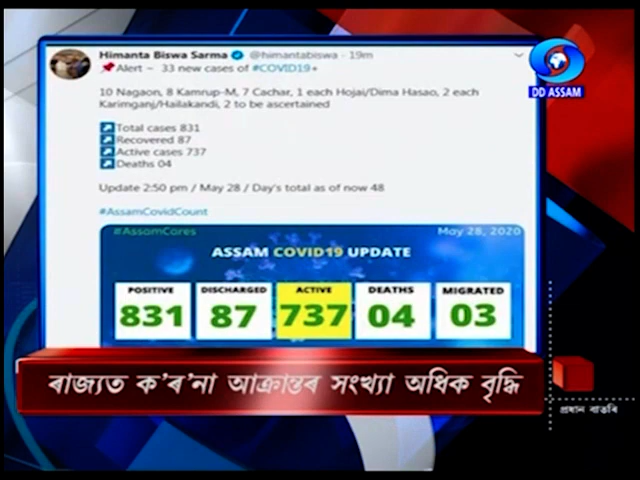 Himanta Biswa Sarma @himantabiswa · 19m
Alert ~ 33 new cases of #COVID19+
10 Nagaon, 8 Kamrup-M, 7 Cachar, 1 each Hojai/Dima Hasao, 2 each
Karimganj/Hailakandi, 2 to be ascertained
Total cases 831
Recovered 87
Active cases 737
Deaths 04
Update 2:50 pm / May 28 / Day's total as of now 48
#AssamCovidCount
#AssamCares May 28, 2020
ASSAM COVID19 UPDATE
POSITIVE DISCHARGED ACTIVE DEATHS MIGRATED
831 87 737 04 03
DD ASSAM
ৰাজ্যত ক'ৰ'না আক্ৰান্তৰ সংখ্যা অধিক বৃদ্ধি
প্ৰধান বাতৰি